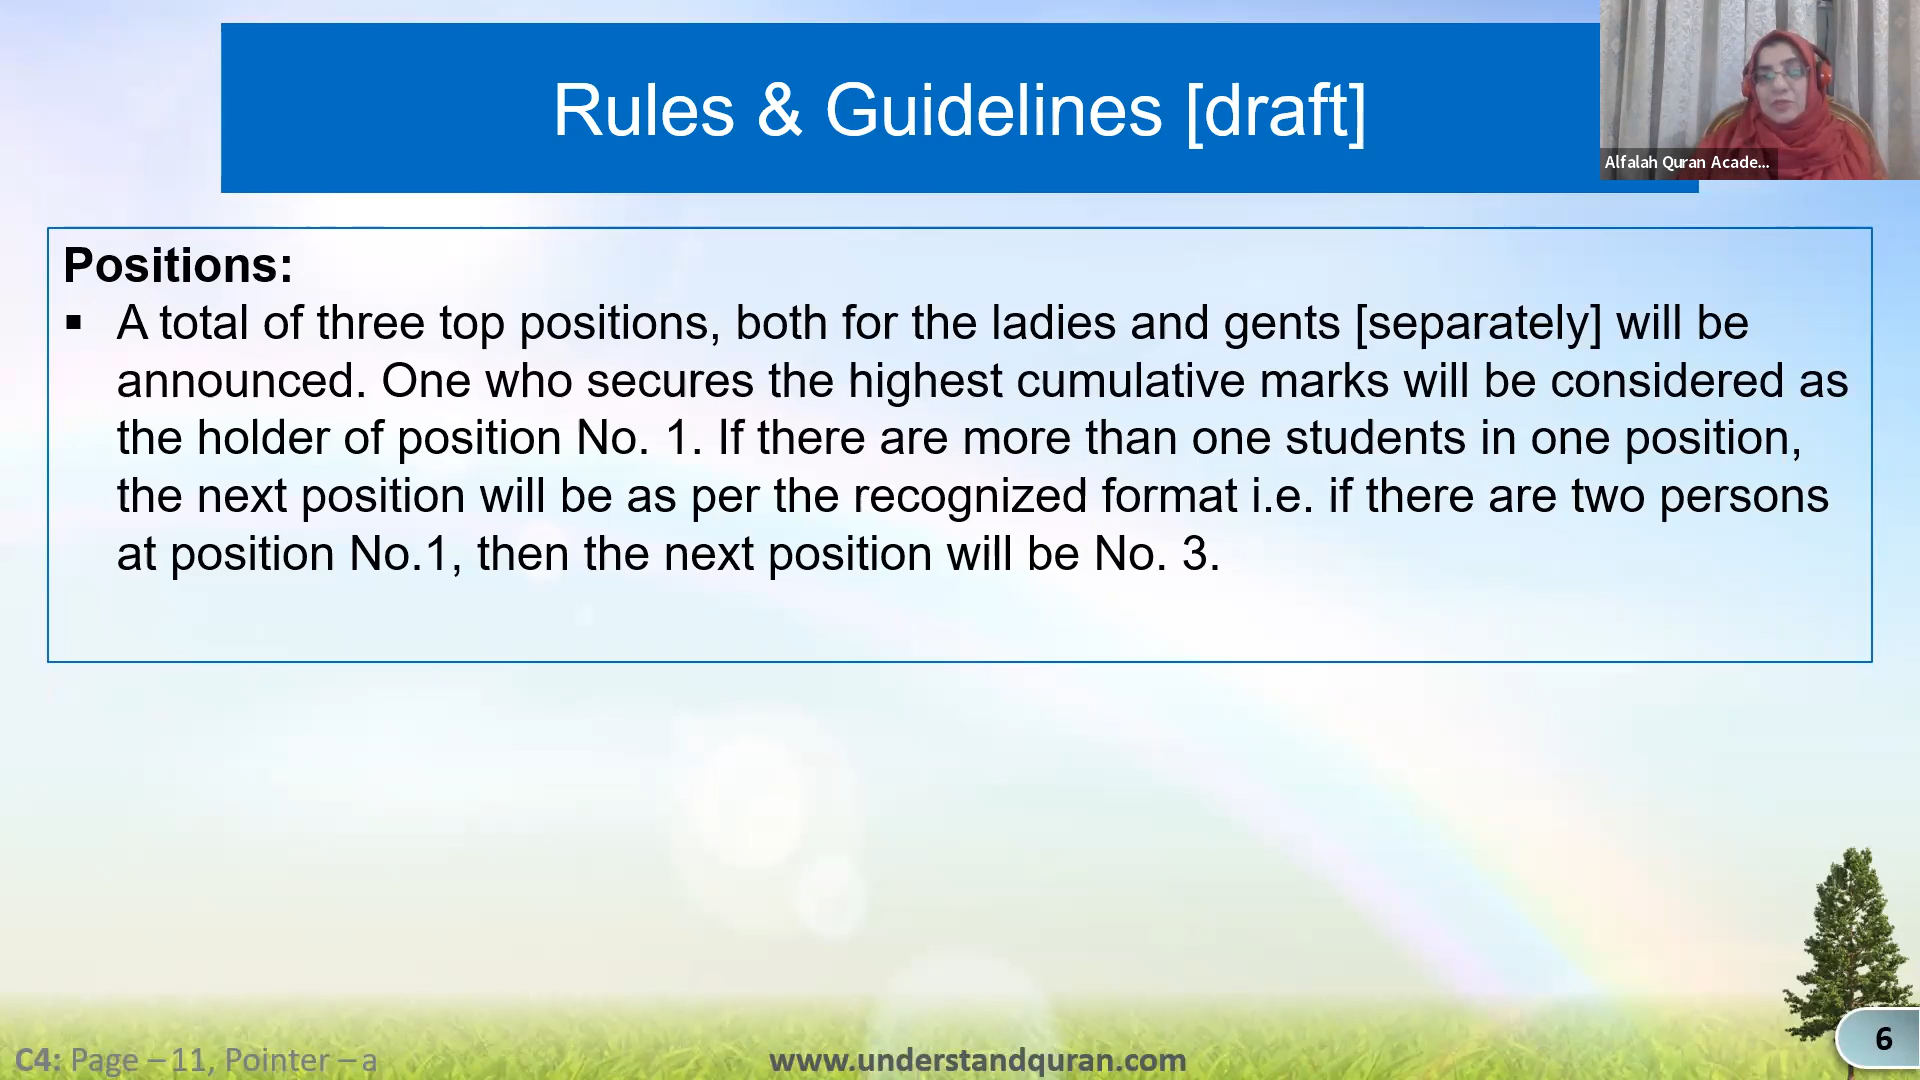 Rules & Guidelines [draft]
Alfalah Quran Acade...
Positions:
▪ A total of three top positions, both for the ladies and gents [separately] will be
announced. One who secures the highest cumulative marks will be considered as
the holder of position No. 1. If there are more than one students in one position,
the next position will be as per the recognized format i.e. if there are two persons
at position No.1, then the next position will be No. 3.
C4: Page – 11, Pointer – a
www.understandquran.com
6